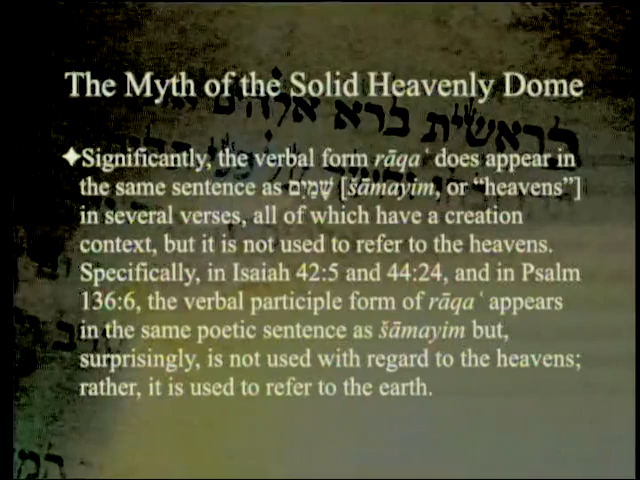 The Myth of the Solid Heavenly Dome
בראשית ברא אלהים
✦Significantly, the verbal form rāqaʿ does appear in
the same sentence as שָׁמַיִם [šāmayim, or “heavens”]
in several verses, all of which have a creation
context, but it is not used to refer to the heavens.
Specifically, in Isaiah 42:5 and 44:24, and in Psalm
136:6, the verbal participle form of rāqaʿ appears
in the same poetic sentence as šāmayim but,
surprisingly, is not used with regard to the heavens;
rather, it is used to refer to the earth.